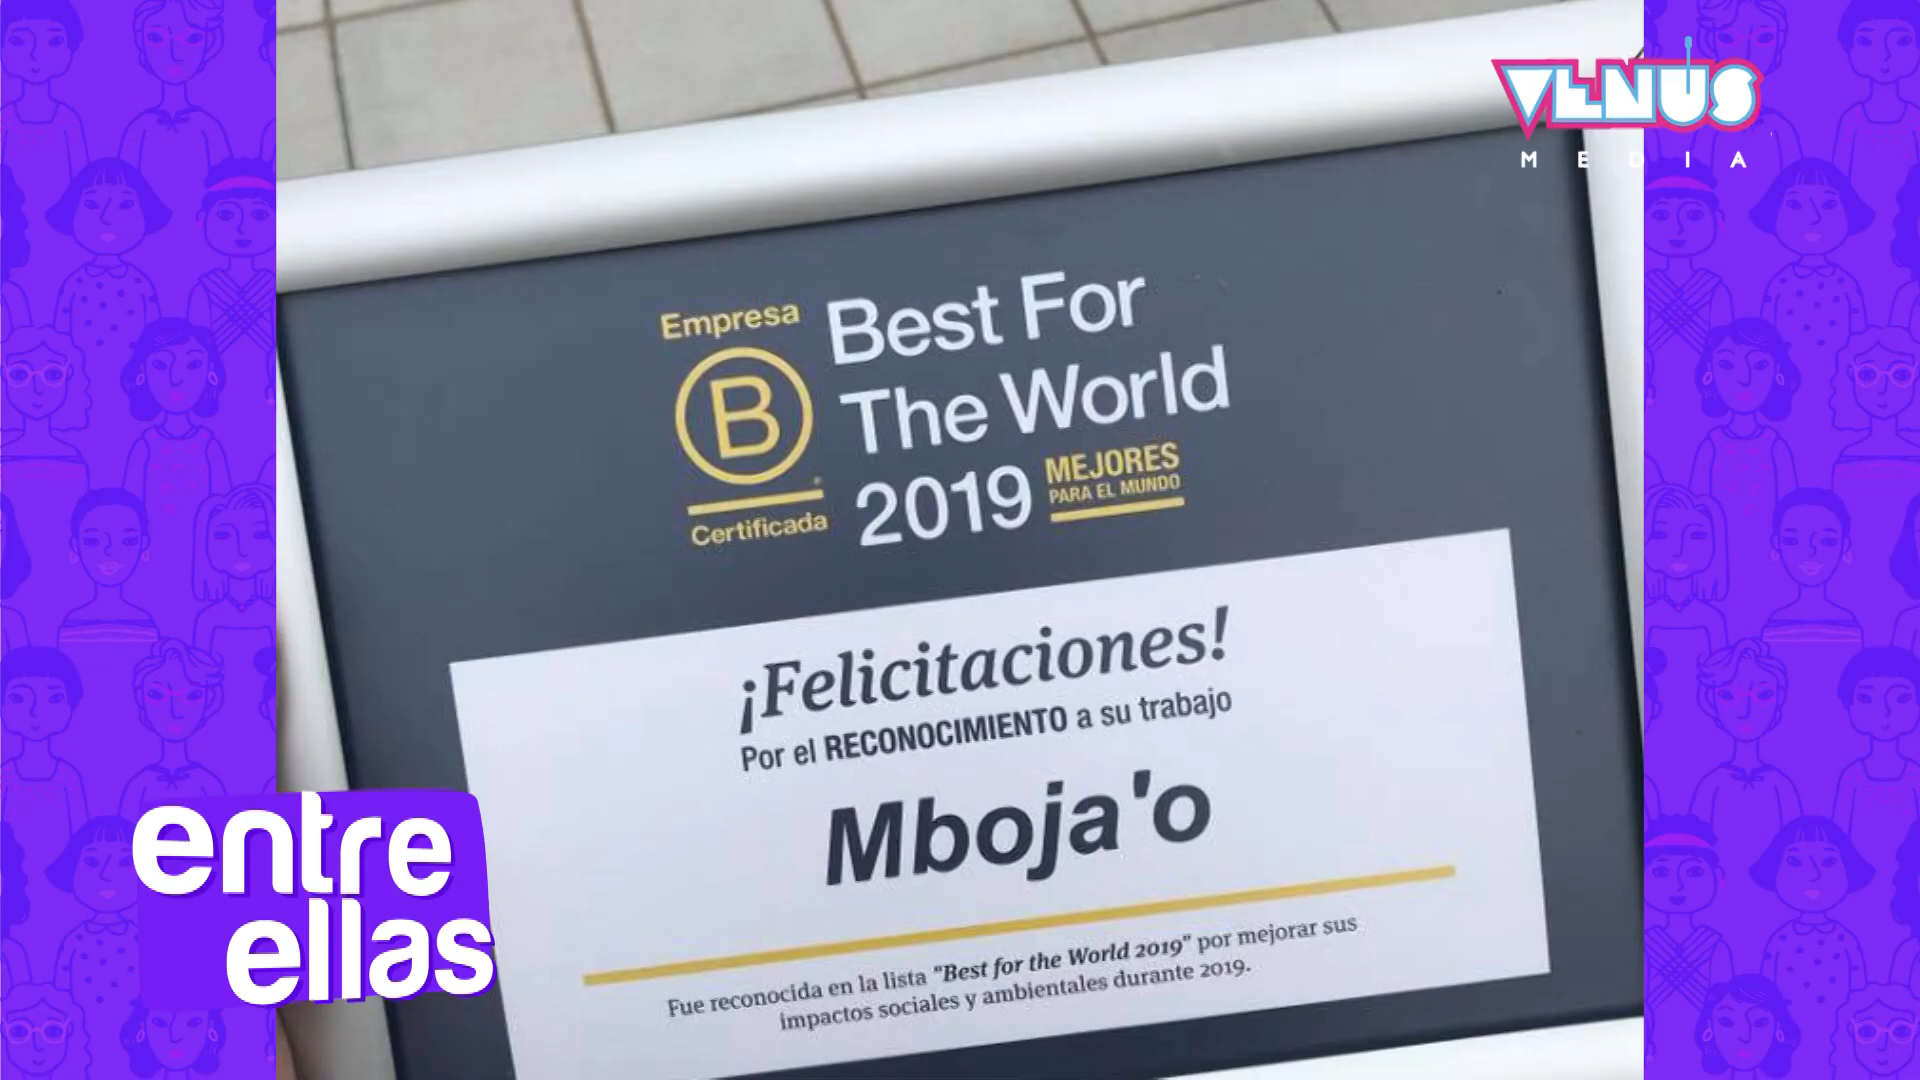 VENUS
MEDIA
Empresa
B
Certificada
Best For
The World
2019
MEJORES
PARA EL MUNDO
¡Felicitaciones!
Por el RECONOCIMIENTO a su trabajo
Mboja'o
Fue reconocida en la lista "Best for the World 2019" por mejorar sus
impactos sociales y ambientales durante 2019.
entre
ellas